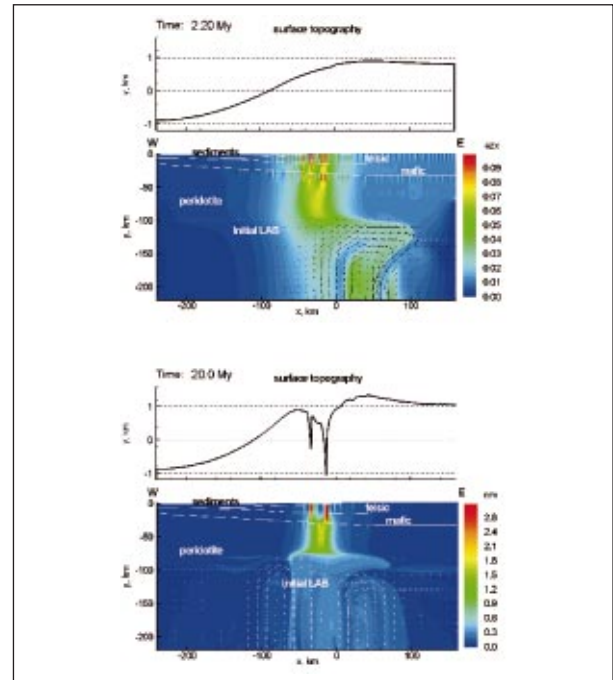 Time: 2.20 My surface topography
y, km
1
0
-1
W E
sediments felsic
mafic
peridotite
Initial LAB
y, km
0
-50
-100
-150
-200
-200 -100 0 100
x, km
0.09
0.08
0.07
0.06
0.05
0.04
0.03
0.02
0.01
0.00
Time: 20.0 My surface topography
y, km
1
0
-1
W E
sediments felsic
mafic
peridotite
Initial LAB
y, km
0
-50
-100
-150
-200
-200 -100 0 100
x, km
2.8
2.4
2.1
1.8
1.5
1.2
0.9
0.6
0.3
0.0